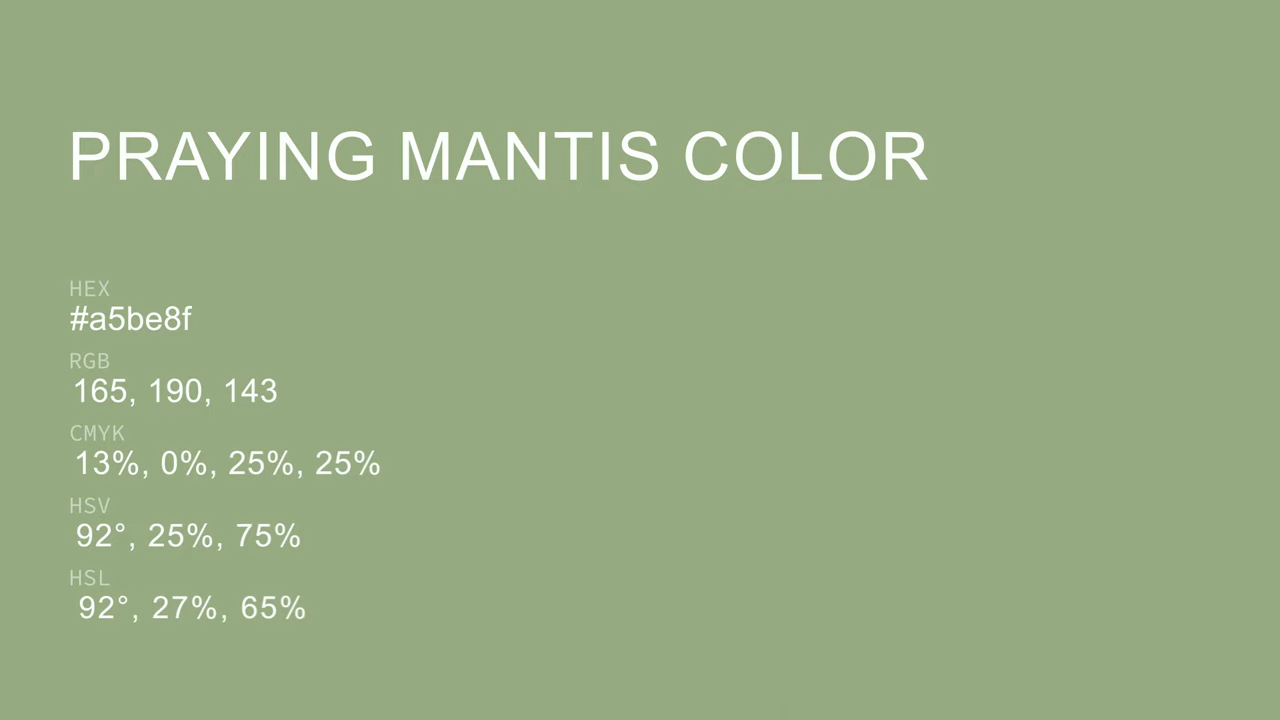 PRAYING MANTIS COLOR
HEX
#a5be8f
RGB
165, 190, 143
CMYK
13%, 0%, 25%, 25%
HSV
92°, 25%, 75%
HSL
92°, 27%, 65%